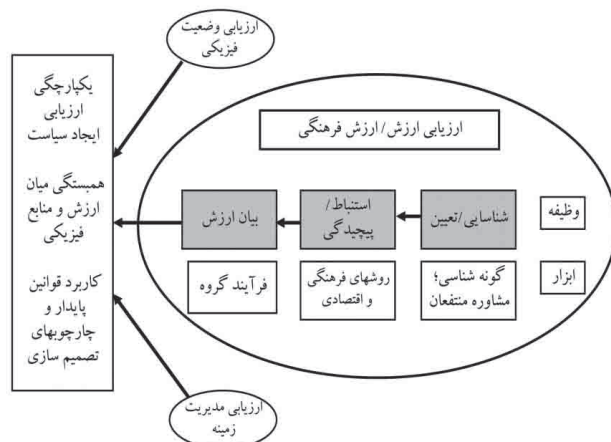 ارزیابی وضعیت
فیزیکی
ارزیابی ارزش/ ارزش فرهنگی
وظیفه
شناسایی/تعیین
استنباط/
پیچیدگی
بیان ارزش
ابزار
گونه شناسی؛
مشاوره منتفعان
روشهای فرهنگی
و اقتصادی
فرآیند گروه
یکپارچگی
ارزیابی
ایجاد سیاست
همبستگی میان
ارزش و منابع
فیزیکی
کاربرد قوانین
پایدار و
چارچوبهای
تصمیم سازی
ارزیابی مدیریت
زمینه